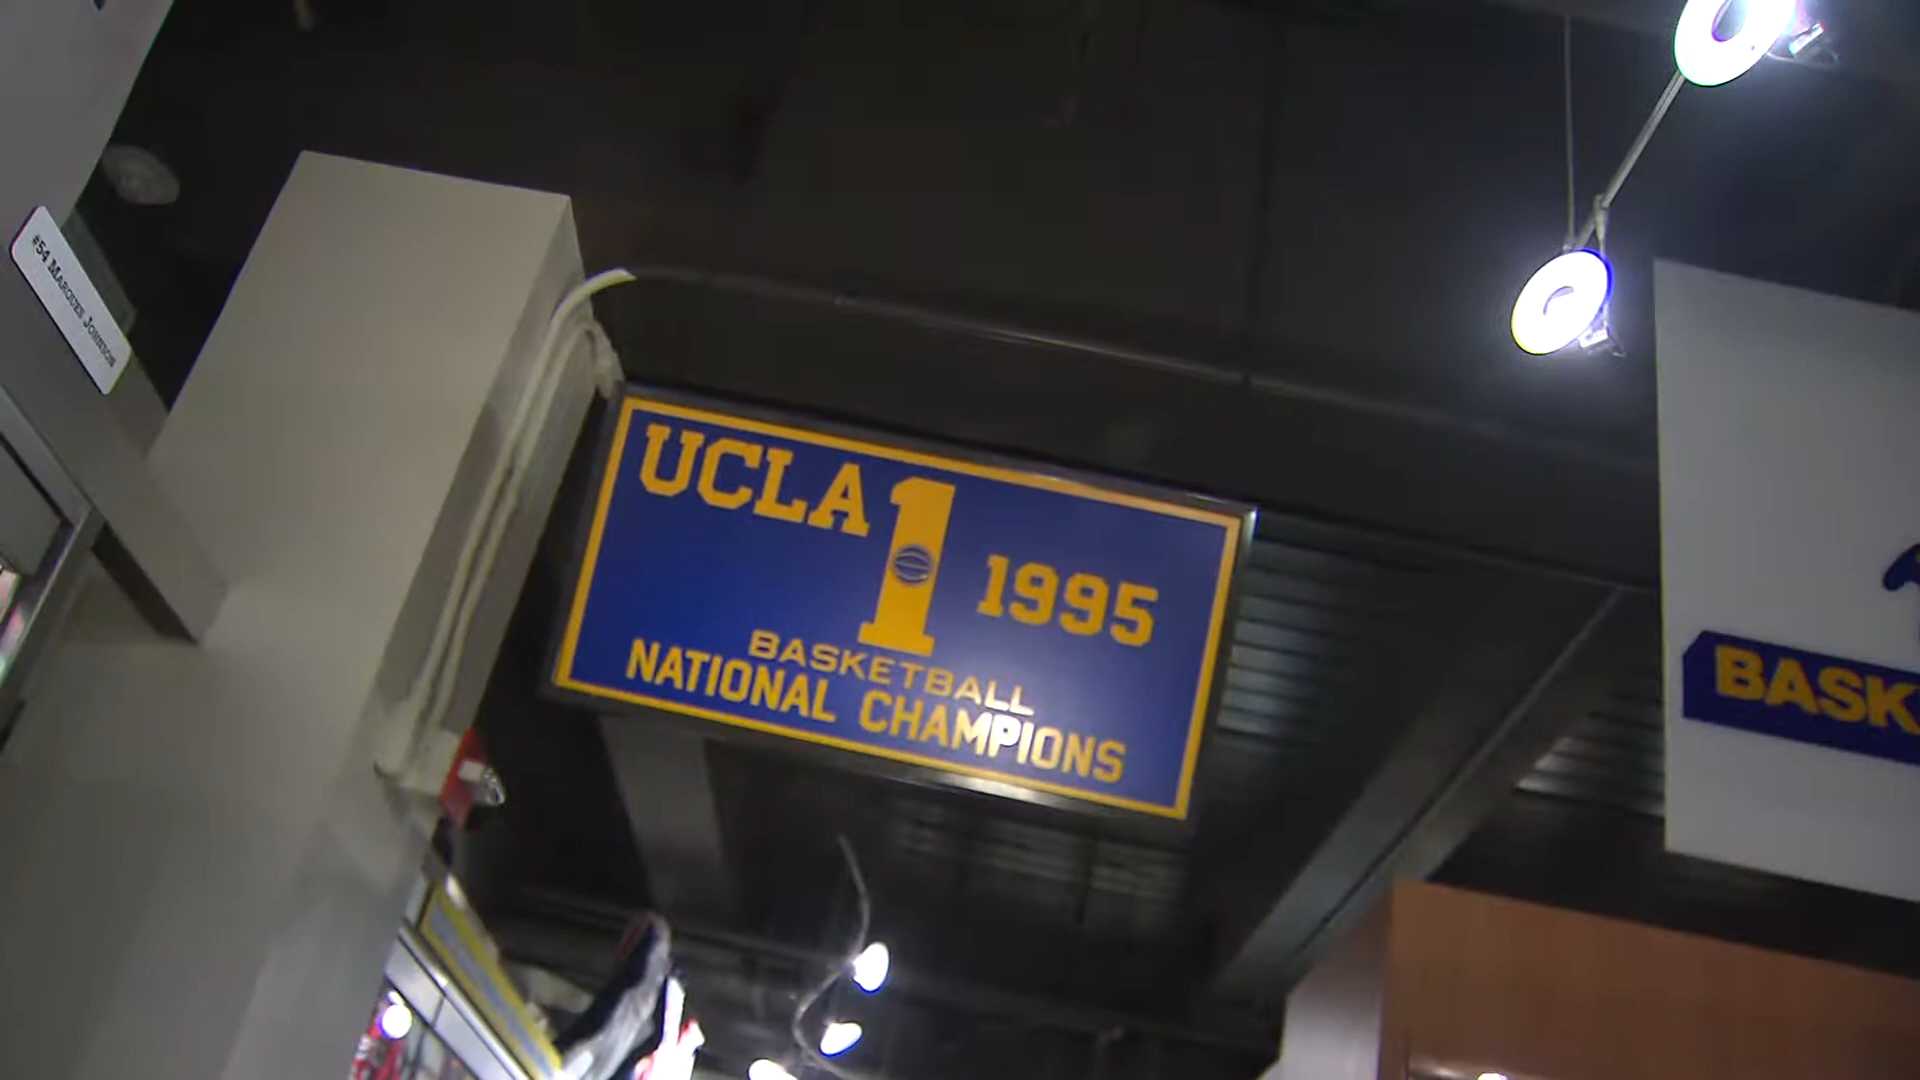 #54 Marques Johnson
UCLA 1
1995
BASKETBALL
NATIONAL CHAMPIONS
BASK